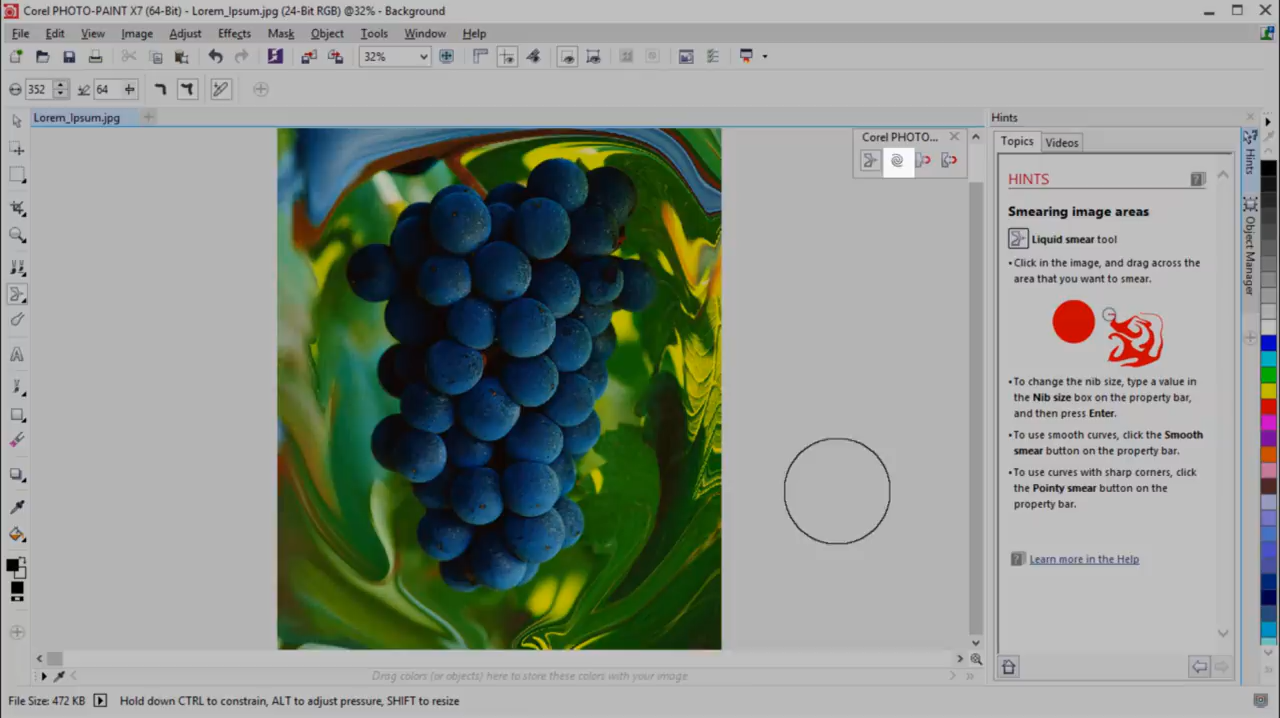 Corel PHOTO-PAINT X7 (64-Bit) - Lorem_Ipsum.jpg (24-Bit RGB) @32% - Background
File Edit View Image Adjust Effects Mask Object Tools Window Help
32%
352 64
Lorem_Ipsum.jpg
Corel PHOTO...
Hints
Topics Videos
HINTS
Smearing image areas
Liquid smear tool
•Click in the image, and drag across the
area that you want to smear.
•To change the nib size, type a value in
the Nib size box on the property bar,
and then press Enter.
•To use smooth curves, click the Smooth
smear button on the property bar.
•To use curves with sharp corners, click
the Pointy smear button on the
property bar.
Learn more in the Help
Hints
Object Manager
Drag colors (or objects) here to store these colors with your image
File Size: 472 KB Hold down CTRL to constrain, ALT to adjust pressure, SHIFT to resize